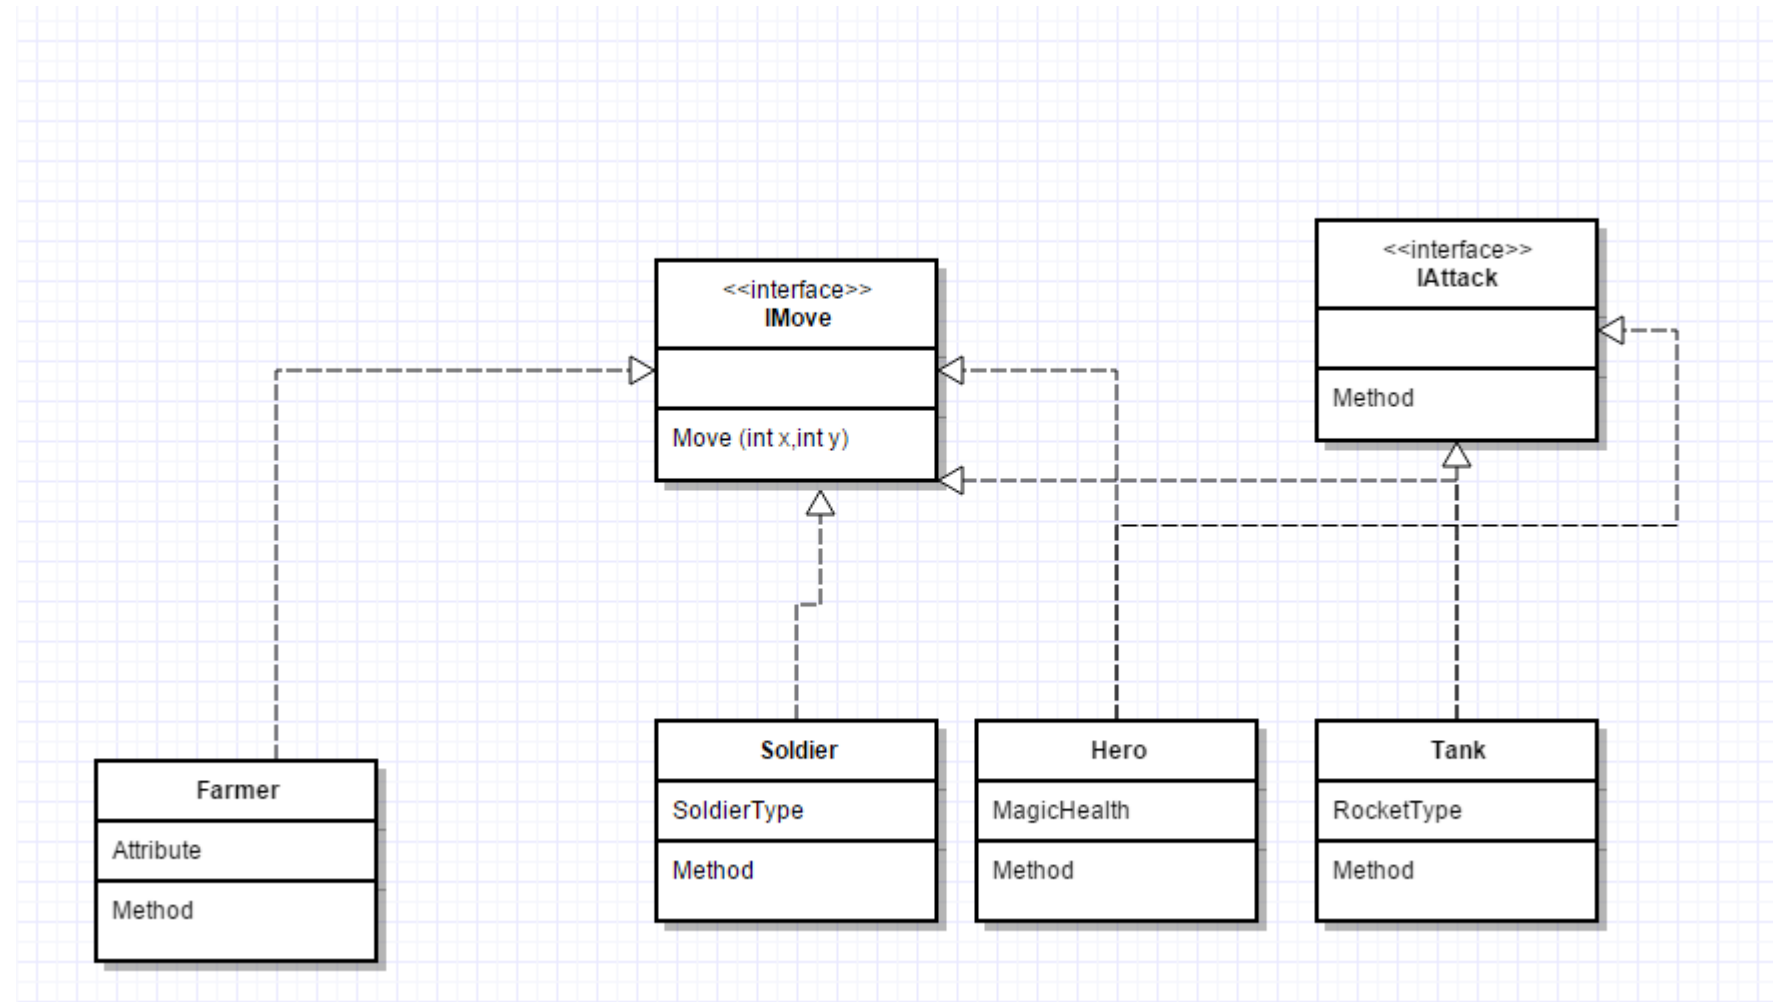 <<interface>>
IAttack
Method
<<interface>>
IMove
Move (int x,int y)
Farmer
Attribute
Method
Soldier
SoldierType
Method
Hero
MagicHealth
Method
Tank
RocketType
Method